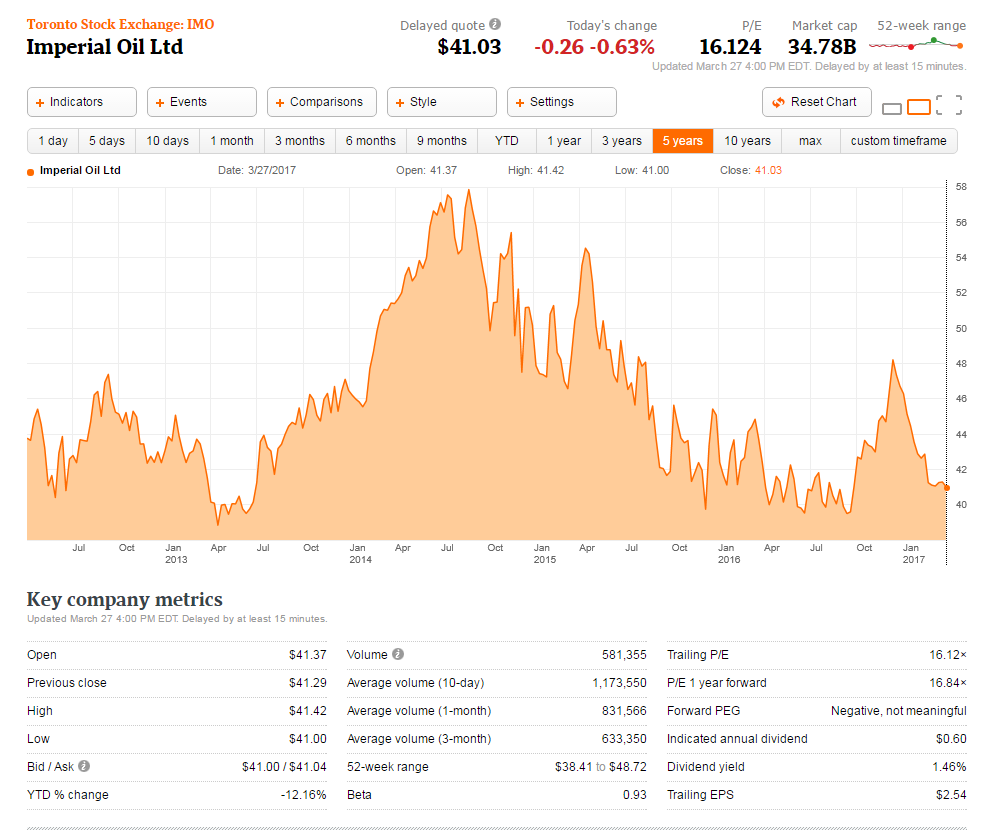 Toronto Stock Exchange: IMO
Imperial Oil Ltd
Delayed quote Today's change P/E Market cap 52-week range
$41.03 -0.26 -0.63% 16.124 34.78B
Updated March 27 4:00 PM EDT. Delayed by at least 15 minutes.
+ Indicators + Events + Comparisons + Style + Settings Reset Chart
1 day 5 days 10 days 1 month 3 months 6 months 9 months YTD 1 year 3 years 5 years 10 years max custom timeframe
Imperial Oil Ltd Date: 3/27/2017 Open: 41.37 High: 41.42 Low: 41.00 Close: 41.03
58
56
54
52
50
48
46
44
42
40
Jul Oct Jan Apr Jul Oct Jan Apr Jul Oct Jan Apr Jul Oct Jan Apr Jul Oct Jan
2013 2014 2015 2016 2017
Key company metrics
Updated March 27 4:00 PM EDT. Delayed by at least 15 minutes.
Open $41.37 Volume 581,355 Trailing P/E 16.12×
Previous close $41.29 Average volume (10-day) 1,173,550 P/E 1 year forward 16.84×
High $41.42 Average volume (1-month) 831,566 Forward PEG Negative, not meaningful
Low $41.00 Average volume (3-month) 633,350 Indicated annual dividend $0.60
Bid / Ask $41.00 / $41.04 52-week range $38.41 to $48.72 Dividend yield 1.46%
YTD % change -12.16% Beta 0.93 Trailing EPS $2.54